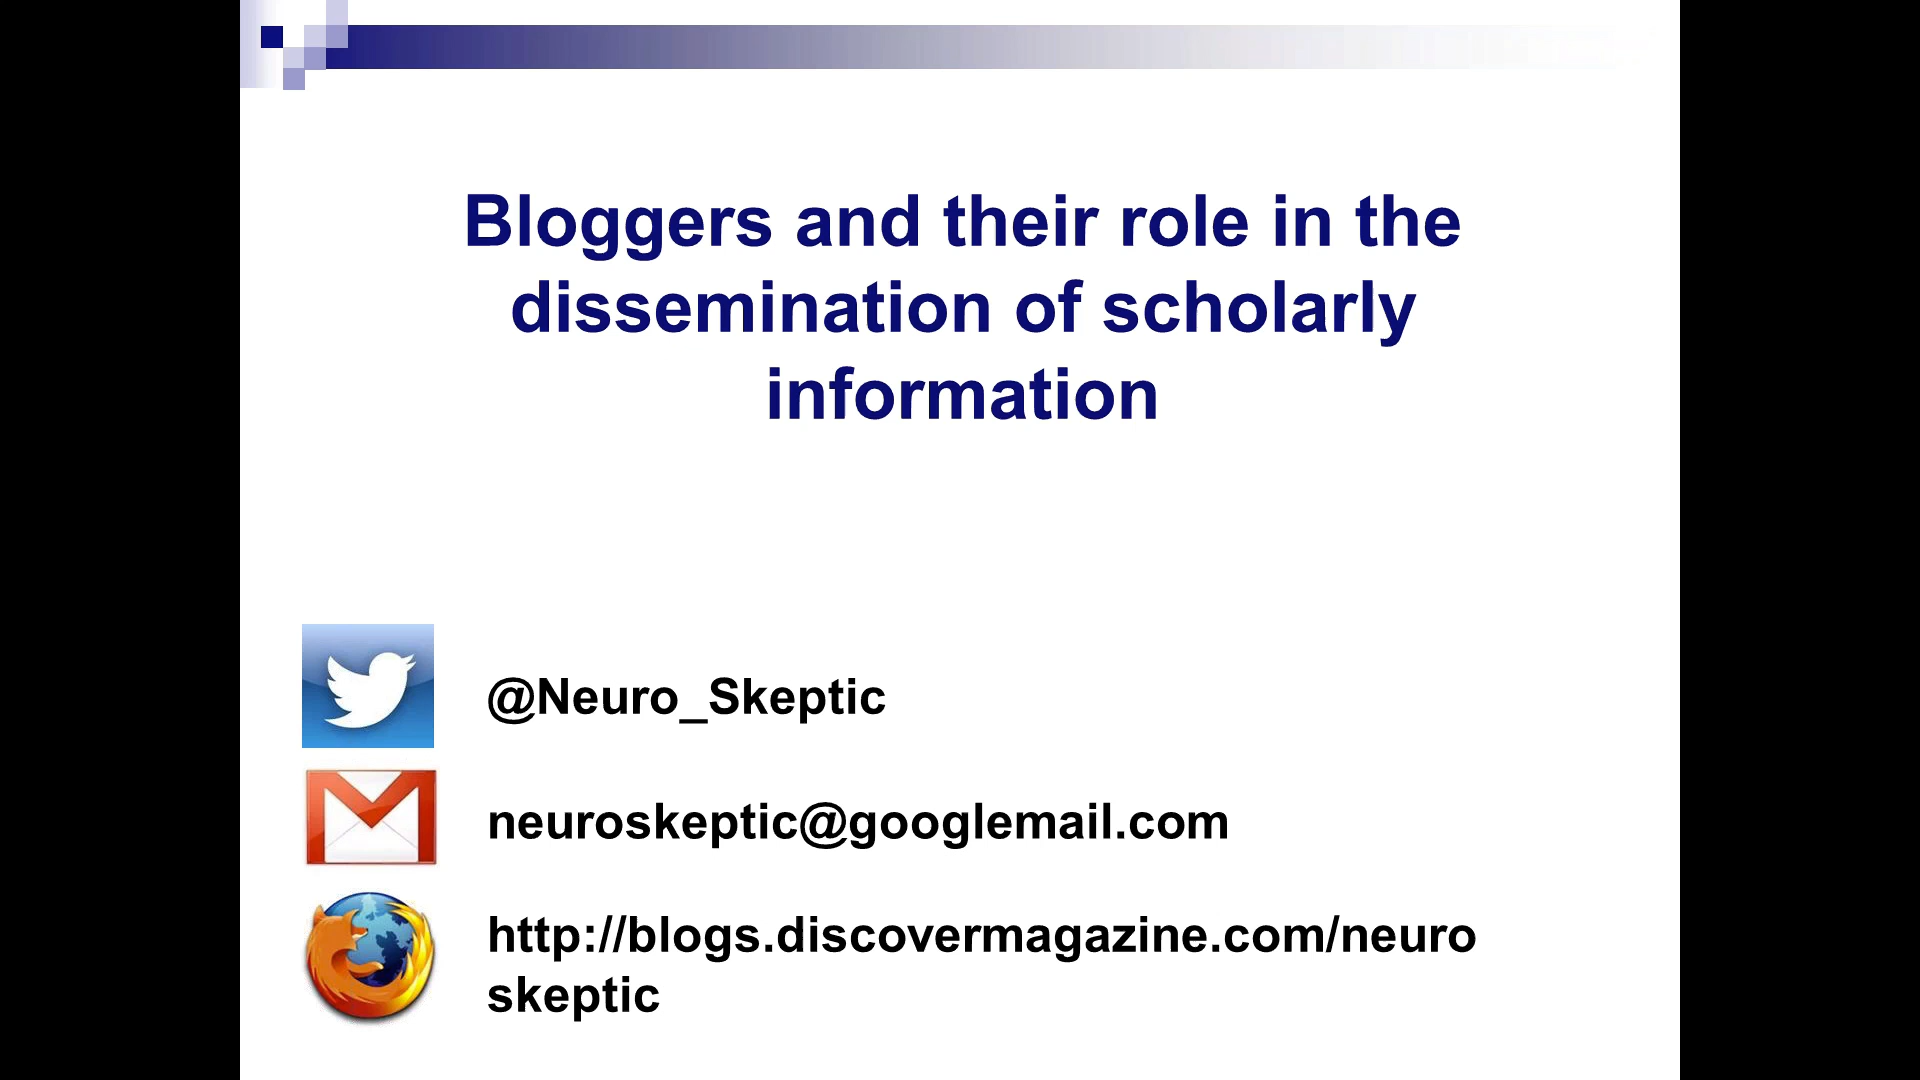 Bloggers and their role in the
dissemination of scholarly
information
@Neuro_Skeptic
neuroskeptic@googlemail.com
http://blogs.discovermagazine.com/neuro
skeptic